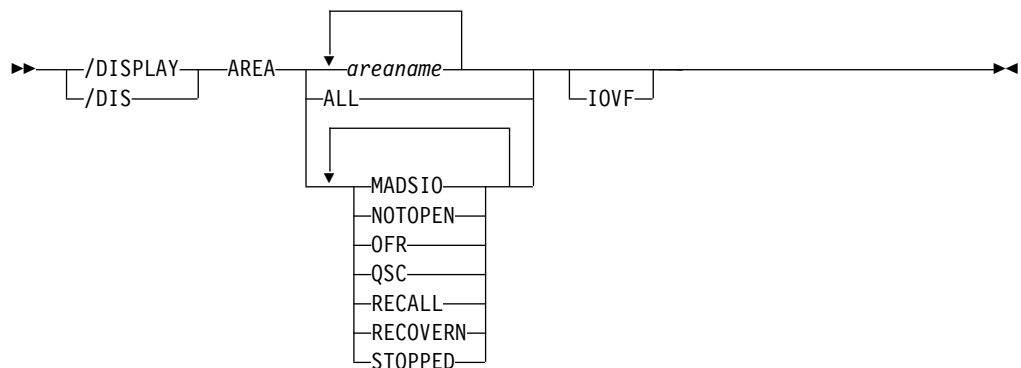 /DISPLAY AREA areaname
/DIS ALL IOVF
MADSIO
NOTOPEN
OFR
QSC
RECALL
RECOVERN
STOPPED